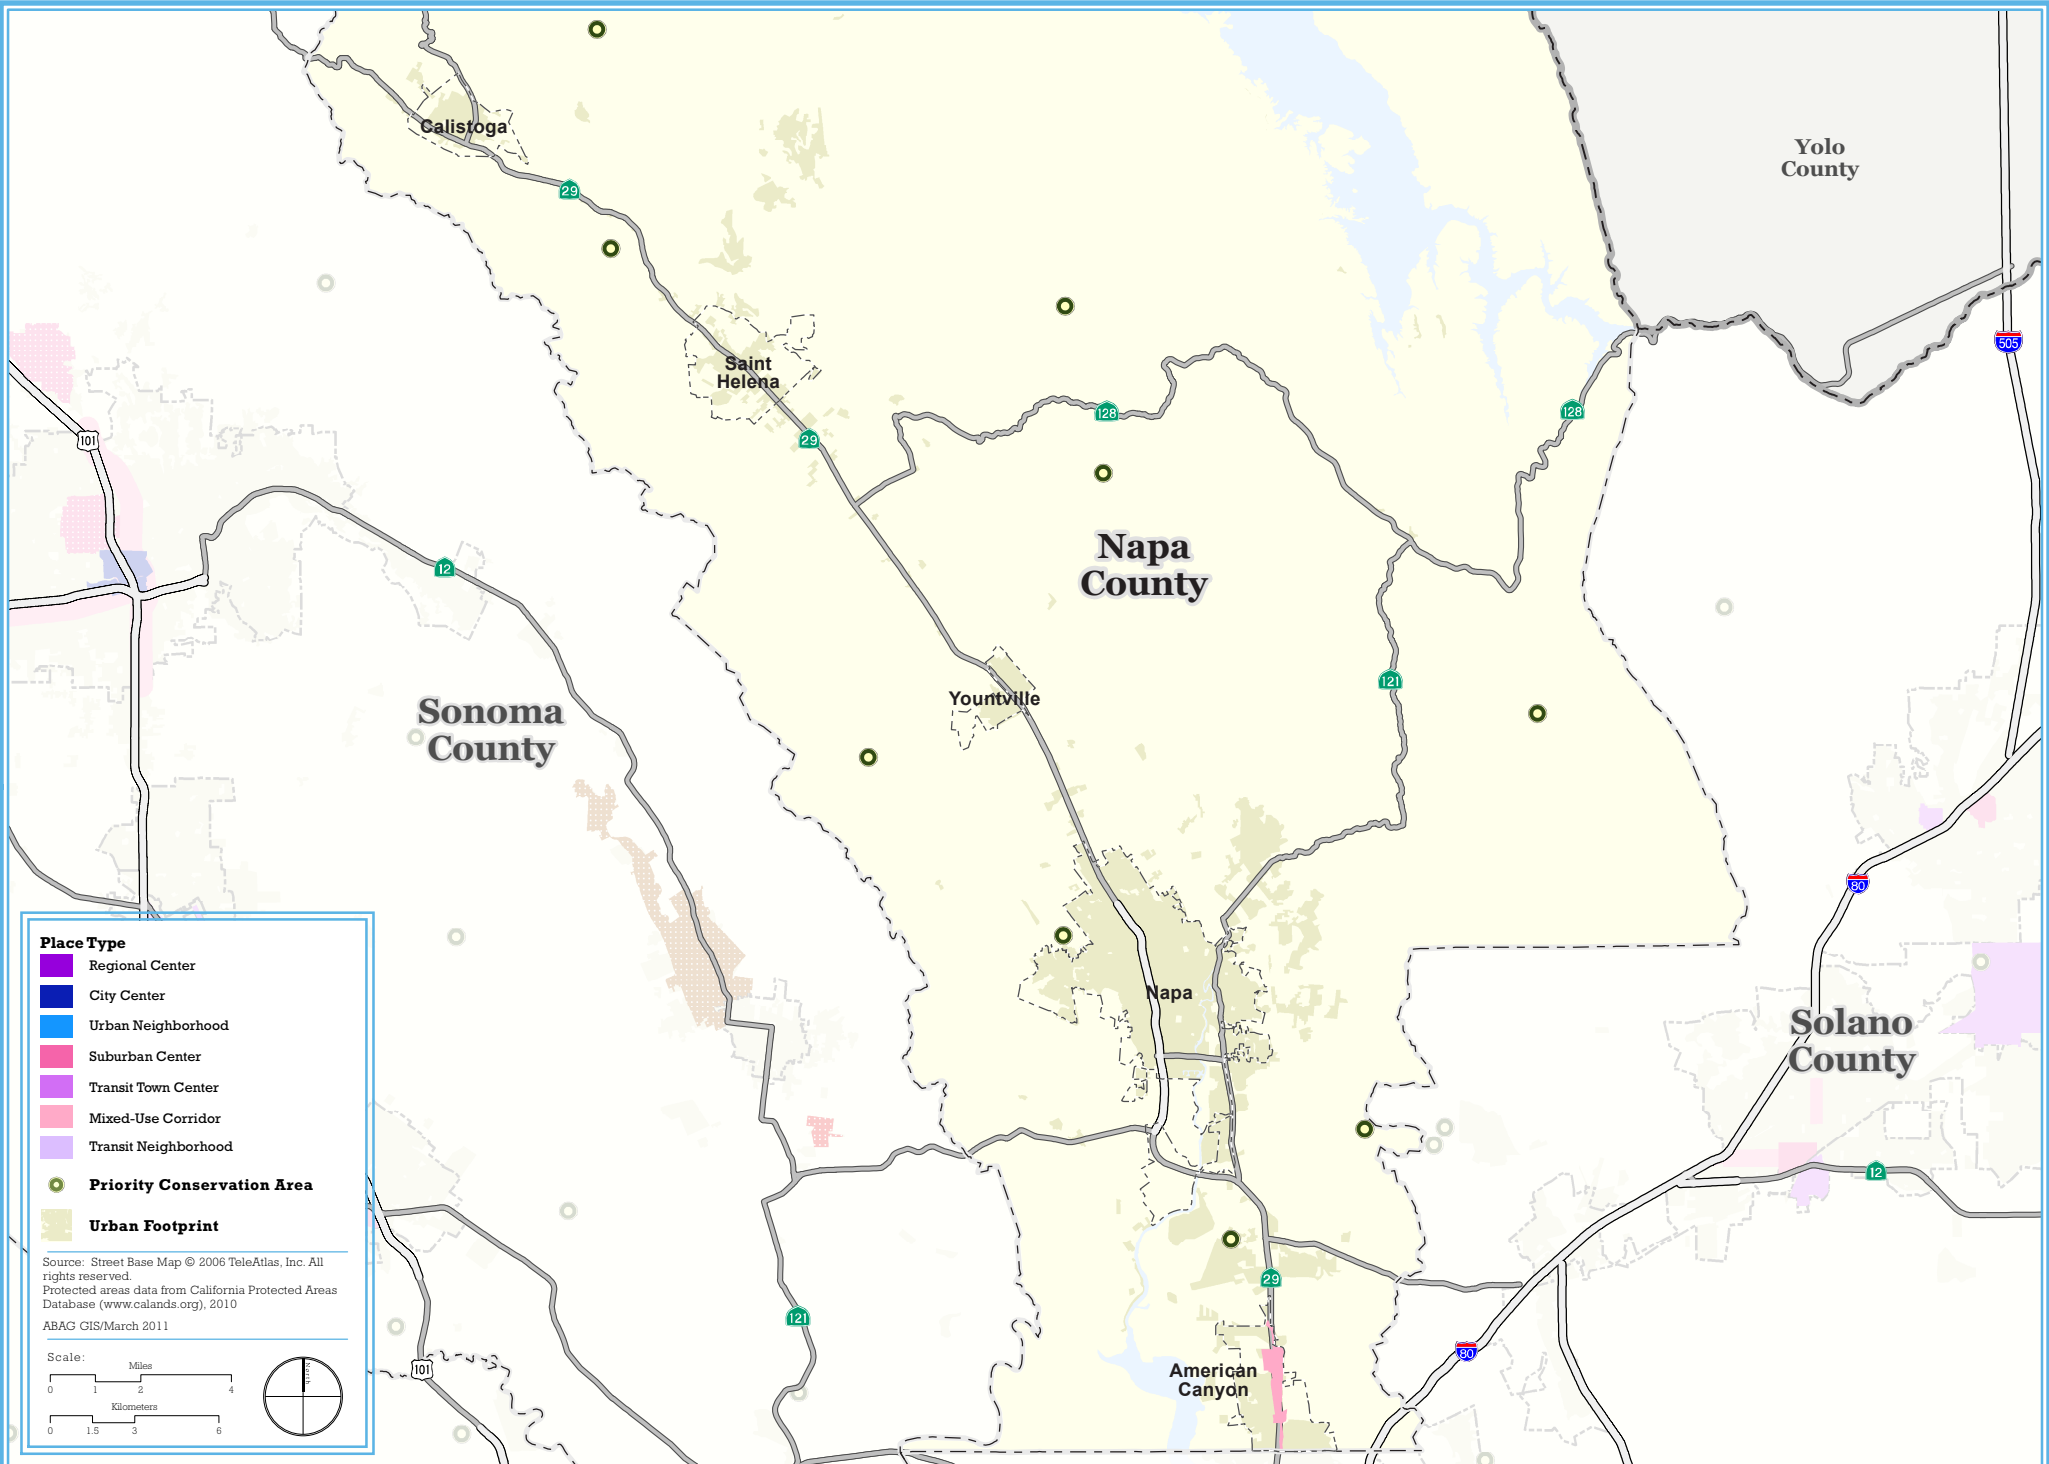 Calistoga
29
Yolo
County
505
Saint
Helena
29
128
128
101
12
Napa
County
121
Yountville
Sonoma
County
80
Napa
Solano
County
12
29
121
80
American
Canyon
101
Place Type
Regional Center
City Center
Urban Neighborhood
Suburban Center
Transit Town Center
Mixed-Use Corridor
Transit Neighborhood
Priority Conservation Area
Urban Footprint
Source: Street Base Map © 2006 TeleAtlas, Inc. All
rights reserved.
Protected areas data from California Protected Areas
Database (www.calands.org), 2010
ABAG GIS/March 2011
Scale:
Miles
0 1 2 4
Kilometers
0 1.5 3 6
North